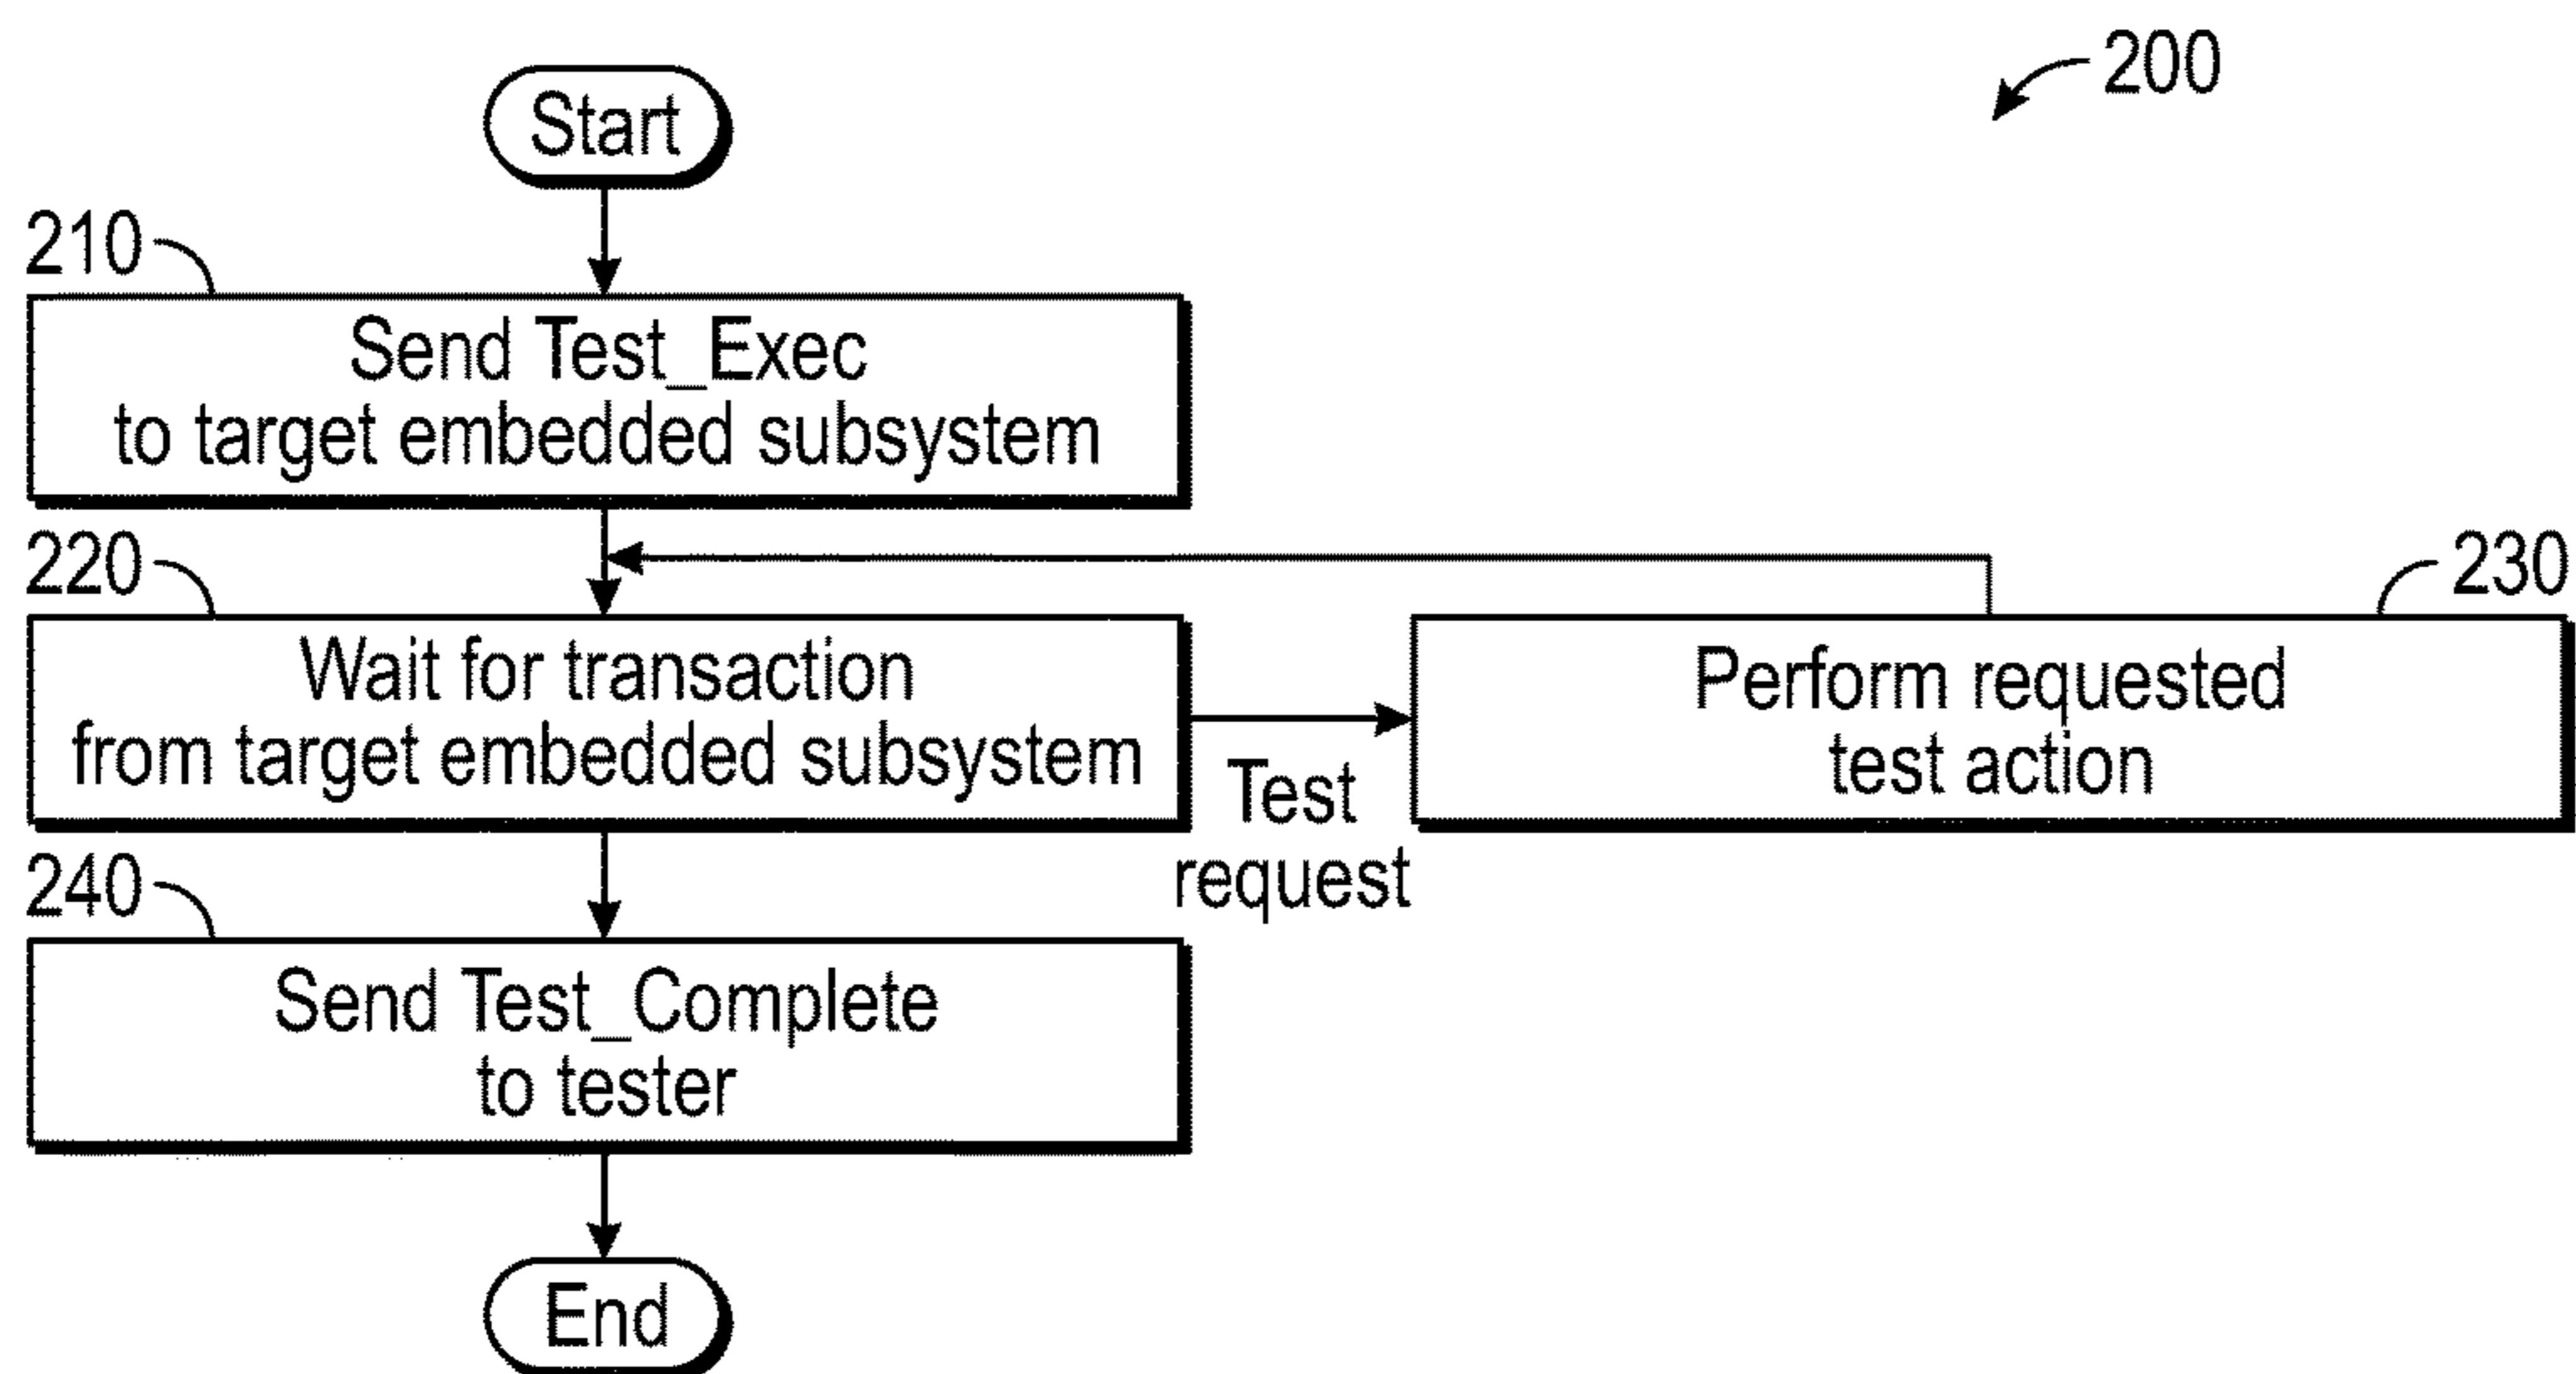 200
Start
210
Send Test_Exec
to target embedded subsystem
220
Wait for transaction
from target embedded subsystem
Test
request
230
Perform requested
test action
240
Send Test_Complete
to tester
End